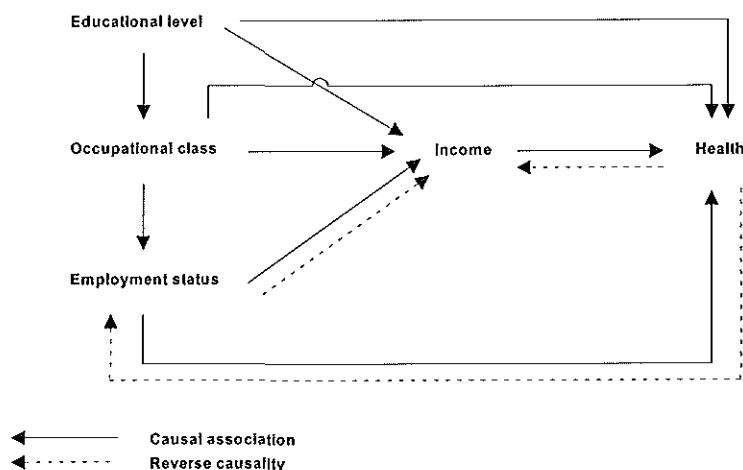 Educational level
Occupational class
Income
Health
Employment status
Causal association
Reverse causality